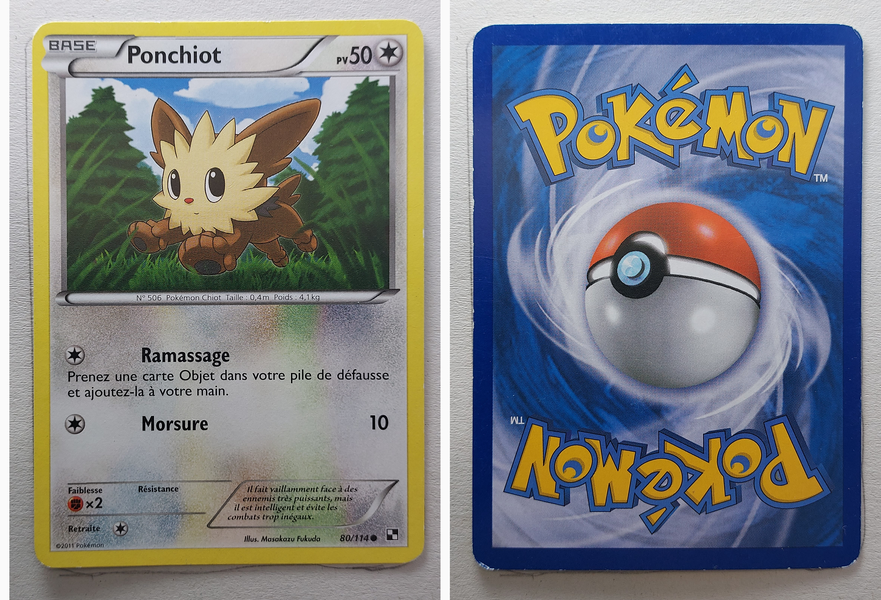 BASE Ponchiot PV50
N° 506 Pokémon Chiot Taille : 0,4m Poids : 4,1kg
Ramassage
Prenez une carte Objet dans votre pile de défausse
et ajoutez-la à votre main.
Morsure 10
Faiblesse Résistance
×2
Retraite
Il fait vaillamment face à des
ennemis très puissants, mais
il est intelligent et évite les
combats trop inégaux.
©2011 Pokémon
Illus. Masakazu Fukuda 80/114
POKéMON
TM
TM
POKéMON